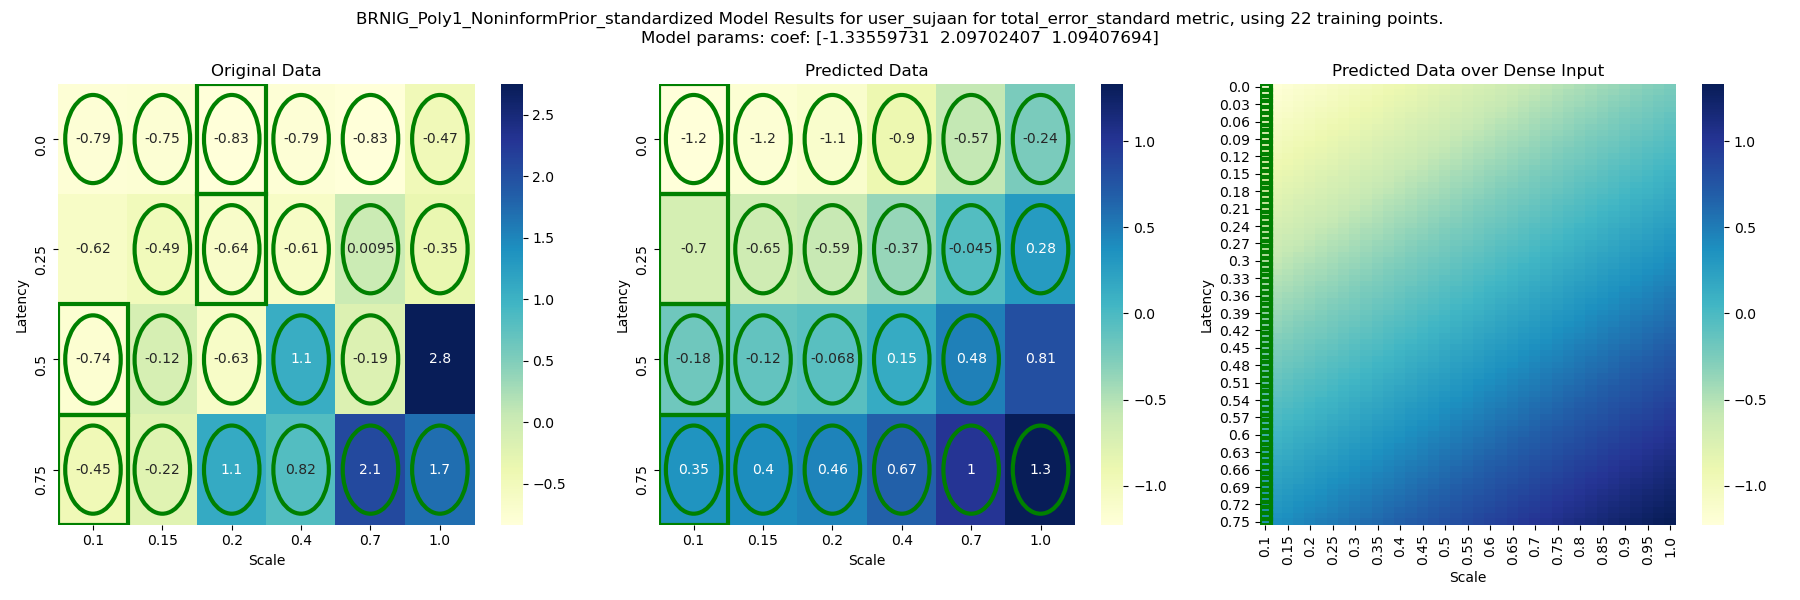 BRNIG_Poly1_NoninformPrior_standardized Model Results for user_sujaan for total_error_standard metric, using 22 training points.
Model params: coef: [-1.33559731  2.09702407  1.09407694]
Original Data
Latency
0.0
0.25
0.5
0.75
-0.79 -0.75 -0.83 -0.79 -0.83 -0.47
-0.62 -0.49 -0.64 -0.61 0.0095 -0.35
-0.74 -0.12 -0.63 1.1 -0.19 2.8
-0.45 -0.22 1.1 0.82 2.1 1.7
0.1 0.15 0.2 0.4 0.7 1.0
Scale
2.5
2.0
1.5
1.0
0.5
0.0
−0.5
Predicted Data
Latency
0.0
0.25
0.5
0.75
-1.2 -1.2 -1.1 -0.9 -0.57 -0.24
-0.7 -0.65 -0.59 -0.37 -0.045 0.28
-0.18 -0.12 -0.068 0.15 0.48 0.81
0.35 0.4 0.46 0.67 1 1.3
0.1 0.15 0.2 0.4 0.7 1.0
Scale
1.0
0.5
0.0
−0.5
−1.0
Predicted Data over Dense Input
Latency
0.0
0.03
0.06
0.09
0.12
0.15
0.18
0.21
0.24
0.27
0.3
0.33
0.36
0.39
0.42
0.45
0.48
0.51
0.54
0.57
0.6
0.63
0.66
0.69
0.72
0.75
0.1 0.15 0.2 0.25 0.3 0.35 0.4 0.45 0.5 0.55 0.6 0.65 0.7 0.75 0.8 0.85 0.9 0.95 1.0
Scale
1.0
0.5
0.0
−0.5
−1.0